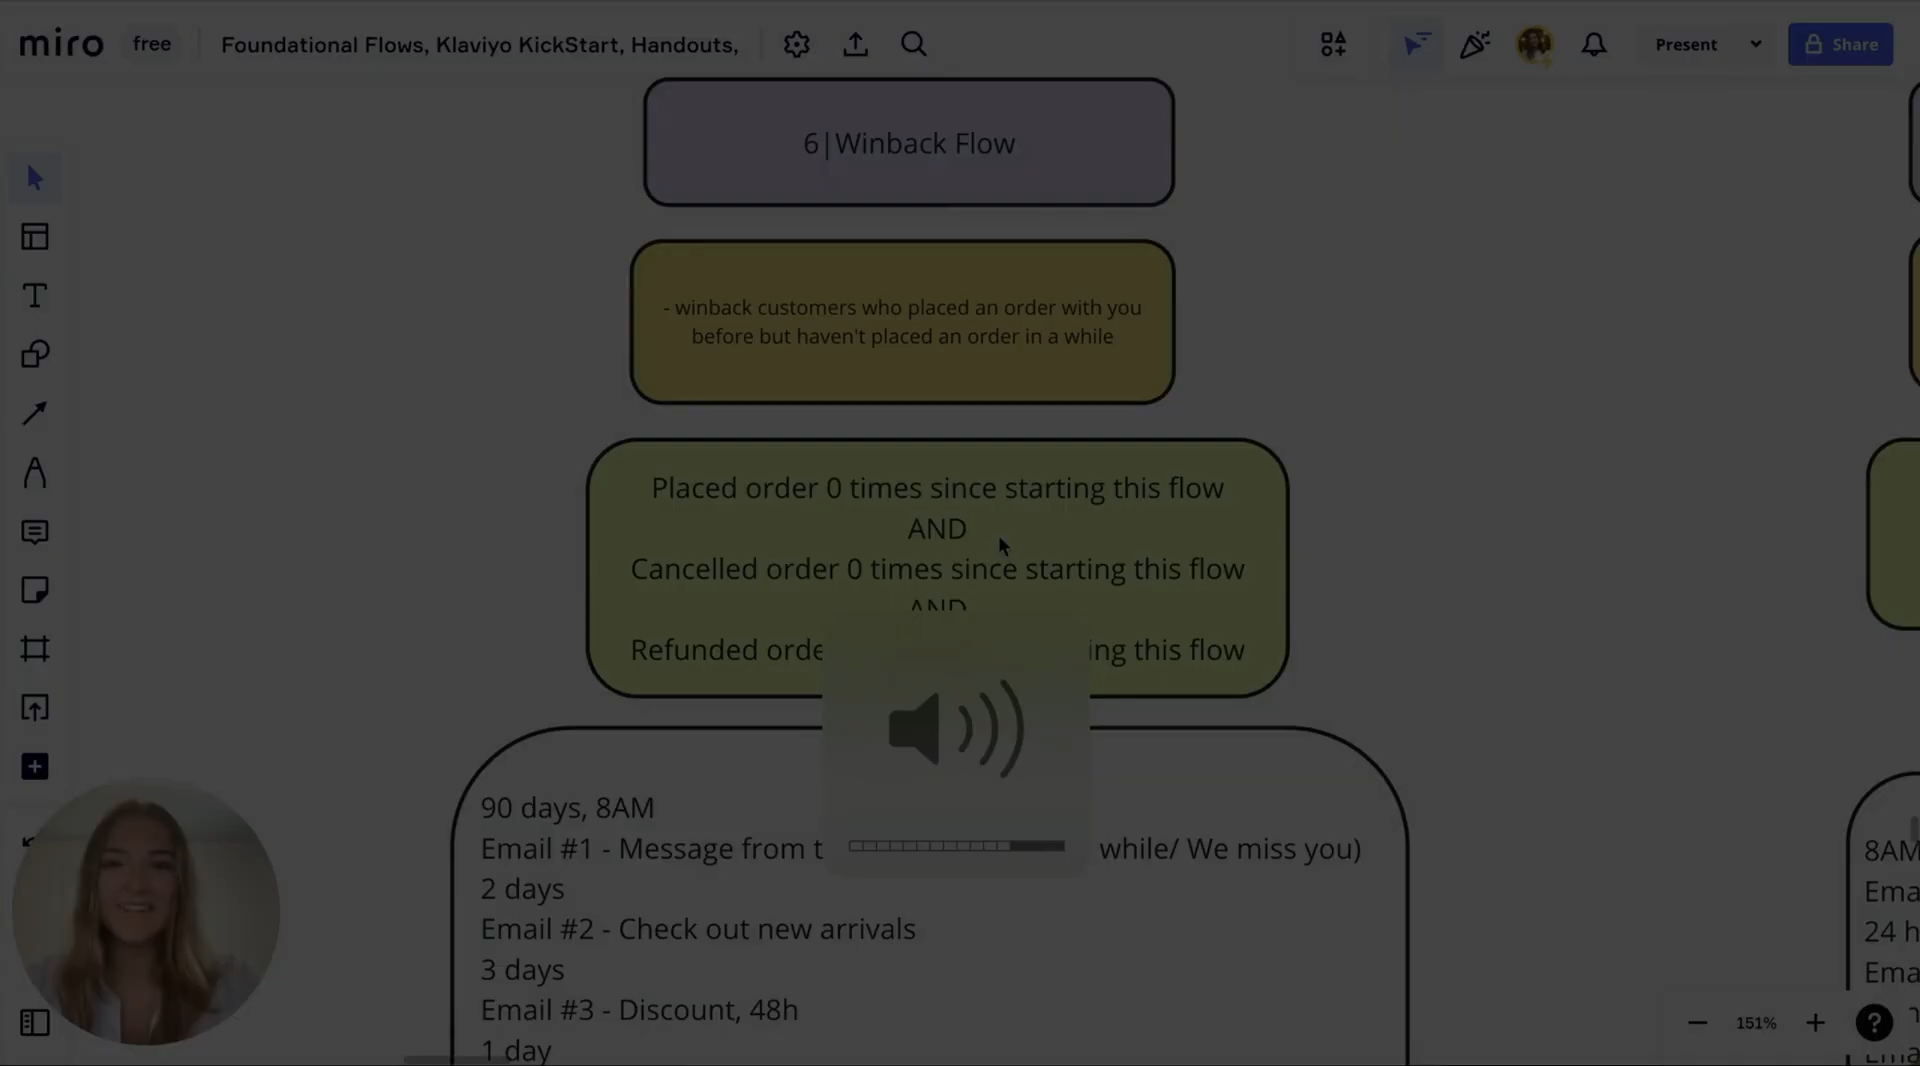 miro free Foundational Flows, Klaviyo KickStart, Handouts, Present Share
6|Winback Flow
- winback customers who placed an order with you
before but haven't placed an order in a while
Placed order 0 times since starting this flow
AND
Cancelled order 0 times since starting this flow
AND
Refunded orde ing this flow
90 days, 8AM
Email #1 - Message from t while/ We miss you)
2 days
Email #2 - Check out new arrivals
3 days
Email #3 - Discount, 48h
1 day
8AM
Ema
24 h
Ema
Ema
151%
?